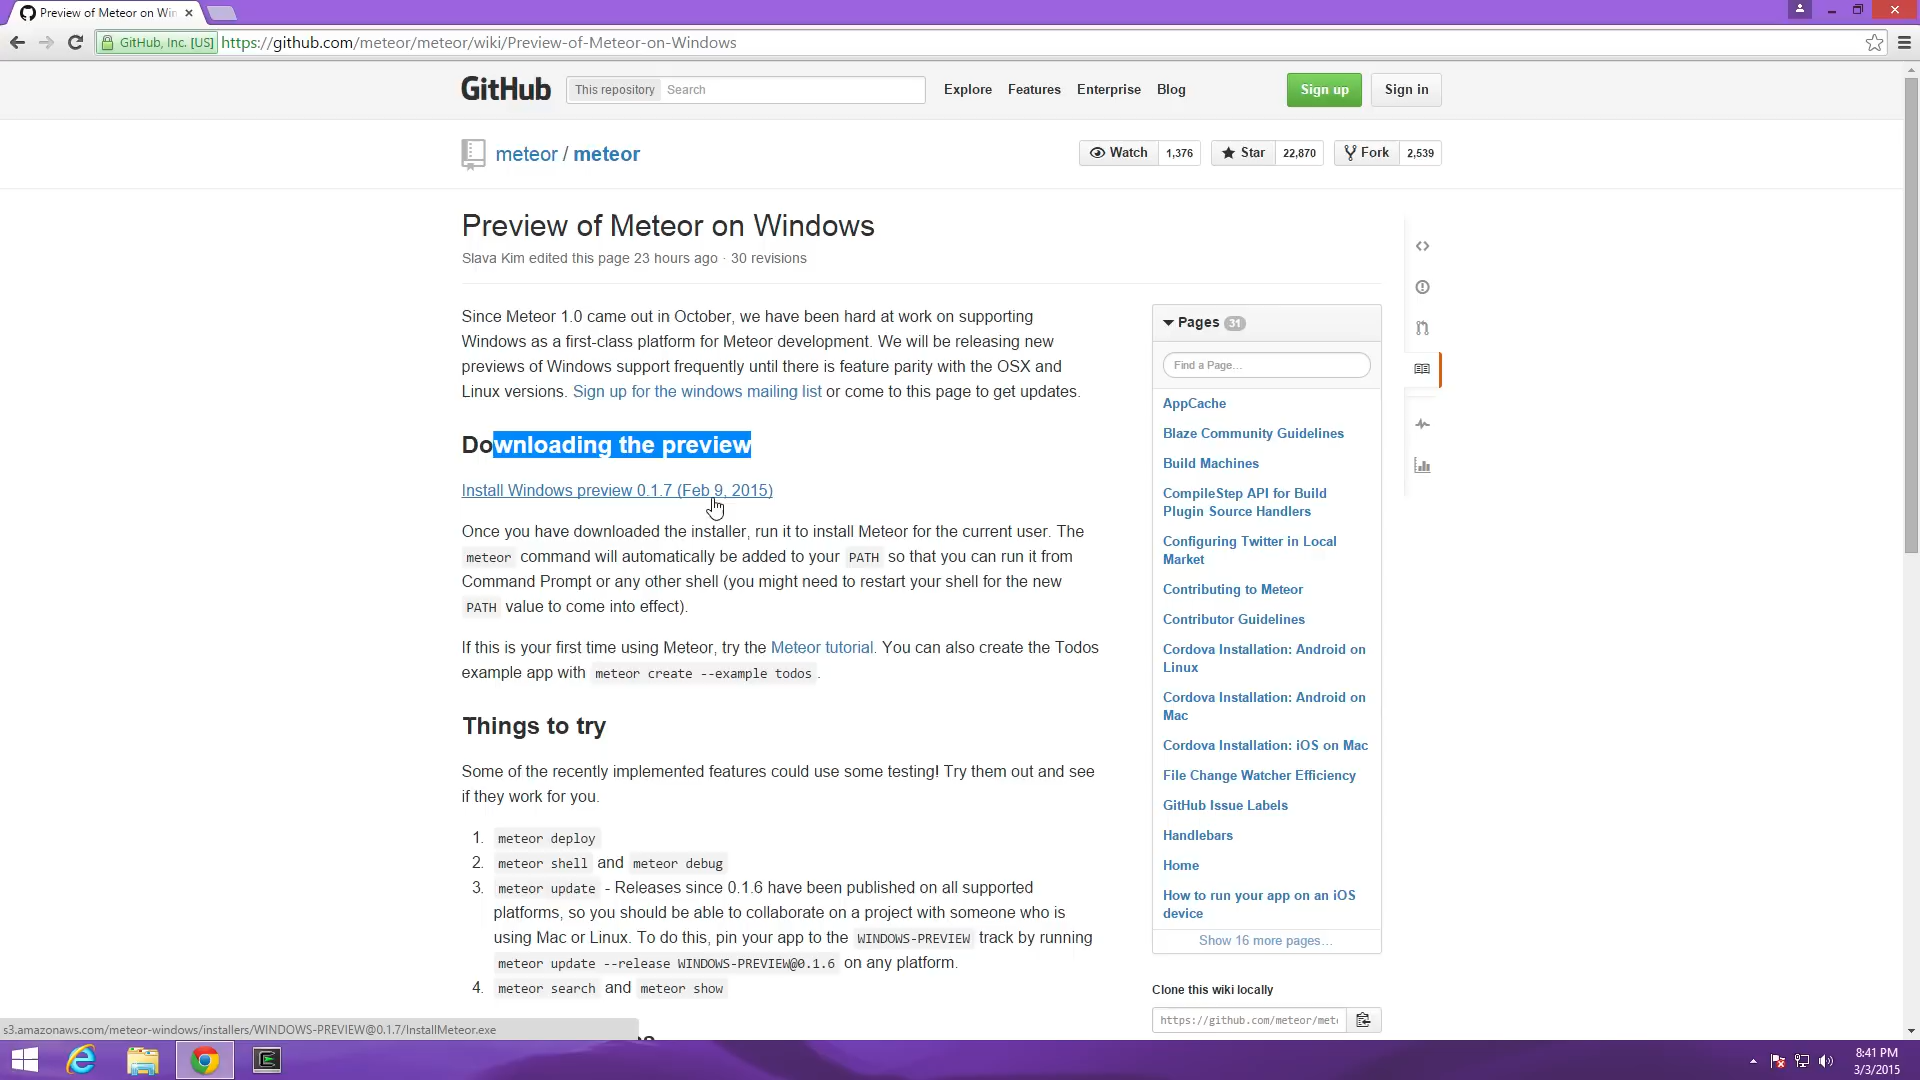 Preview of Meteor on Win
GitHub, Inc. [US] https://github.com/meteor/meteor/wiki/Preview-of-Meteor-on-Windows
GitHub This repository Search Explore Features Enterprise Blog Sign up Sign in
meteor / meteor Watch 1,376 Star 22,870 Fork 2,539
Preview of Meteor on Windows
Slava Kim edited this page 23 hours ago · 30 revisions
Since Meteor 1.0 came out in October, we have been hard at work on supporting
Windows as a first-class platform for Meteor development. We will be releasing new
previews of Windows support frequently until there is feature parity with the OSX and
Linux versions. Sign up for the windows mailing list or come to this page to get updates.
Downloading the preview
Install Windows preview 0.1.7 (Feb 9, 2015)
Once you have downloaded the installer, run it to install Meteor for the current user. The
meteor command will automatically be added to your PATH so that you can run it from
Command Prompt or any other shell (you might need to restart your shell for the new
PATH value to come into effect).
If this is your first time using Meteor, try the Meteor tutorial. You can also create the Todos
example app with meteor create --example todos .
Things to try
Some of the recently implemented features could use some testing! Try them out and see
if they work for you.
1. meteor deploy
2. meteor shell and meteor debug
3. meteor update - Releases since 0.1.6 have been published on all supported
platforms, so you should be able to collaborate on a project with someone who is
using Mac or Linux. To do this, pin your app to the WINDOWS-PREVIEW track by running
meteor update --release WINDOWS-PREVIEW@0.1.6 on any platform.
4. meteor search and meteor show
Pages 31
Find a Page...
AppCache
Blaze Community Guidelines
Build Machines
CompileStep API for Build
Plugin Source Handlers
Configuring Twitter in Local
Market
Contributing to Meteor
Contributor Guidelines
Cordova Installation: Android on
Linux
Cordova Installation: Android on
Mac
Cordova Installation: iOS on Mac
File Change Watcher Efficiency
GitHub Issue Labels
Handlebars
Home
How to run your app on an iOS
device
Show 16 more pages...
Clone this wiki locally
https://github.com/meteor/mete
s3.amazonaws.com/meteor-windows/installers/WINDOWS-PREVIEW@0.1.7/InstallMeteor.exe
8:41 PM
3/3/2015